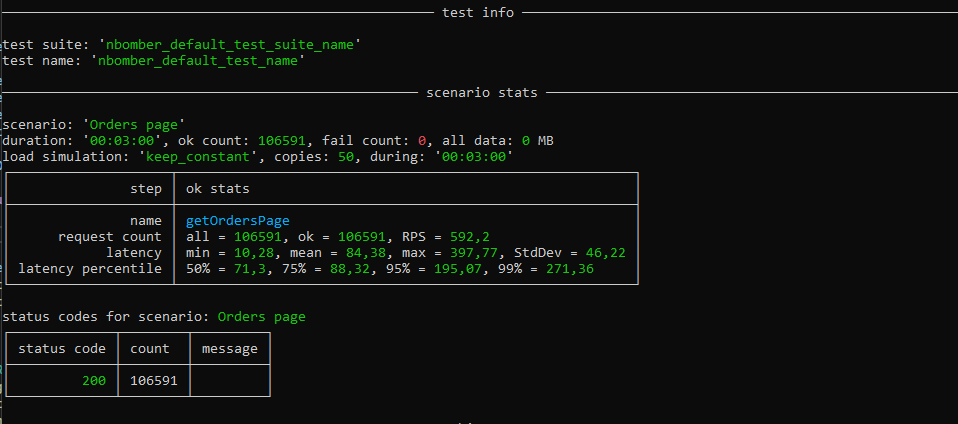 test info
test suite: 'nbomber_default_test_suite_name'
test name: 'nbomber_default_test_name'
scenario stats
scenario: 'Orders page'
duration: '00:03:00', ok count: 106591, fail count: 0, all data: 0 MB
load simulation: 'keep_constant', copies: 50, during: '00:03:00'
step ok stats
name getOrdersPage
request count all = 106591, ok = 106591, RPS = 592,2
latency min = 10,28, mean = 84,38, max = 397,77, StdDev = 46,22
latency percentile 50% = 71,3, 75% = 88,32, 95% = 195,07, 99% = 271,36
status codes for scenario: Orders page
status code count message
200 106591